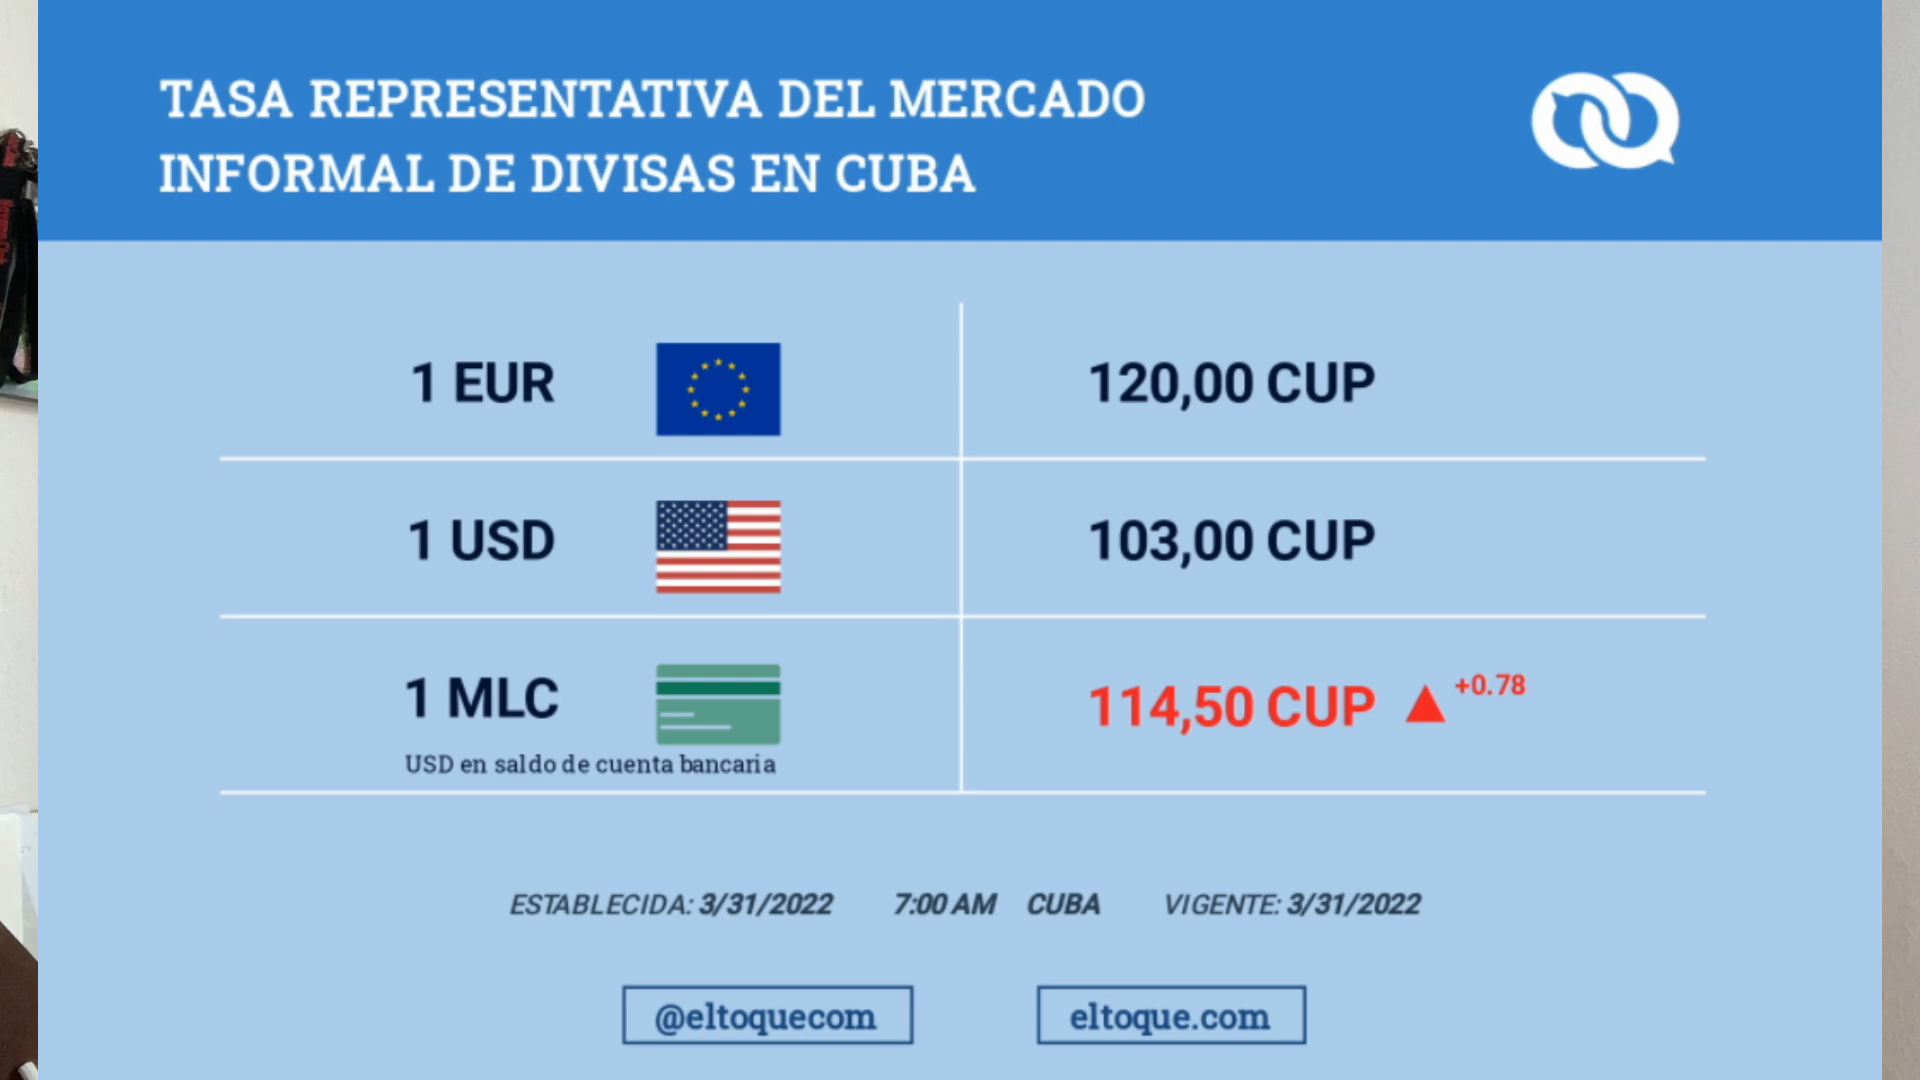 TASA REPRESENTATIVA DEL MERCADO
INFORMAL DE DIVISAS EN CUBA
1 EUR 120,00 CUP
1 USD 103,00 CUP
1 MLC 114,50 CUP ▲ +0.78
USD en saldo de cuenta bancaria
ESTABLECIDA: 3/31/2022 7:00 AM CUBA VIGENTE: 3/31/2022
@eltoquecom eltoque.com